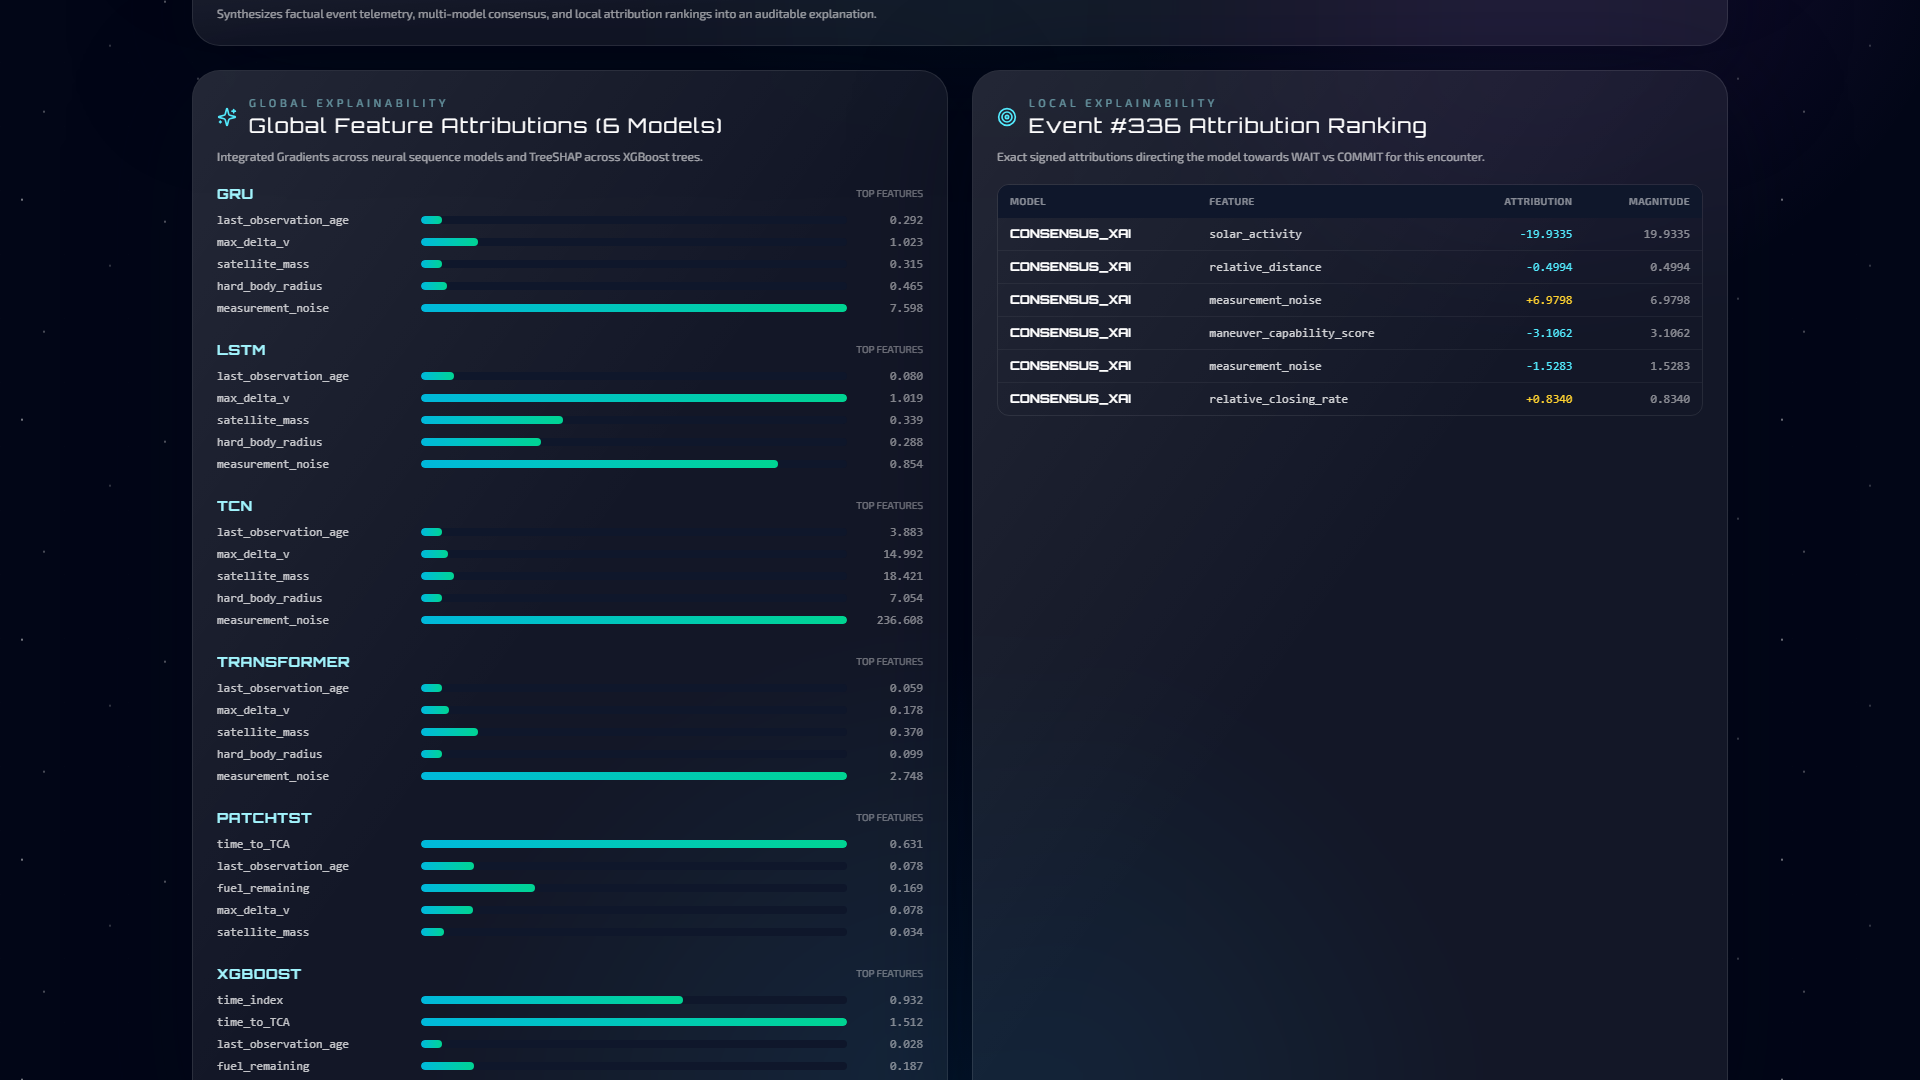 Synthesizes factual event telemetry, multi-model consensus, and local attribution rankings into an auditable explanation.
GLOBAL EXPLAINABILITY
Global Feature Attributions (6 Models)
Integrated Gradients across neural sequence models and TreeSHAP across XGBoost trees.
GRU TOP FEATURES
last_observation_age 0.292
max_delta_v 1.023
satellite_mass 0.315
hard_body_radius 0.465
measurement_noise 7.598
LSTM TOP FEATURES
last_observation_age 0.080
max_delta_v 1.019
satellite_mass 0.339
hard_body_radius 0.288
measurement_noise 0.854
TCN TOP FEATURES
last_observation_age 3.883
max_delta_v 14.992
satellite_mass 18.421
hard_body_radius 7.054
measurement_noise 236.608
TRANSFORMER TOP FEATURES
last_observation_age 0.059
max_delta_v 0.178
satellite_mass 0.370
hard_body_radius 0.099
measurement_noise 2.748
PATCHTST TOP FEATURES
time_to_TCA 0.631
last_observation_age 0.078
fuel_remaining 0.169
max_delta_v 0.078
satellite_mass 0.034
XGBOOST TOP FEATURES
time_index 0.932
time_to_TCA 1.512
last_observation_age 0.028
fuel_remaining 0.187
LOCAL EXPLAINABILITY
Event #336 Attribution Ranking
Exact signed attributions directing the model towards WAIT vs COMMIT for this encounter.
MODEL FEATURE ATTRIBUTION MAGNITUDE
CONSENSUS_XAI solar_activity -19.9335 19.9335
CONSENSUS_XAI relative_distance -0.4994 0.4994
CONSENSUS_XAI measurement_noise +6.9798 6.9798
CONSENSUS_XAI maneuver_capability_score -3.1062 3.1062
CONSENSUS_XAI measurement_noise -1.5283 1.5283
CONSENSUS_XAI relative_closing_rate +0.8340 0.8340